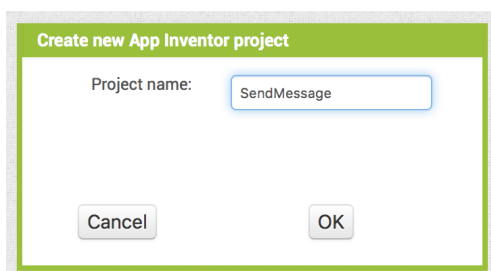 Create new App Inventor project
Project name: SendMessage
Cancel OK